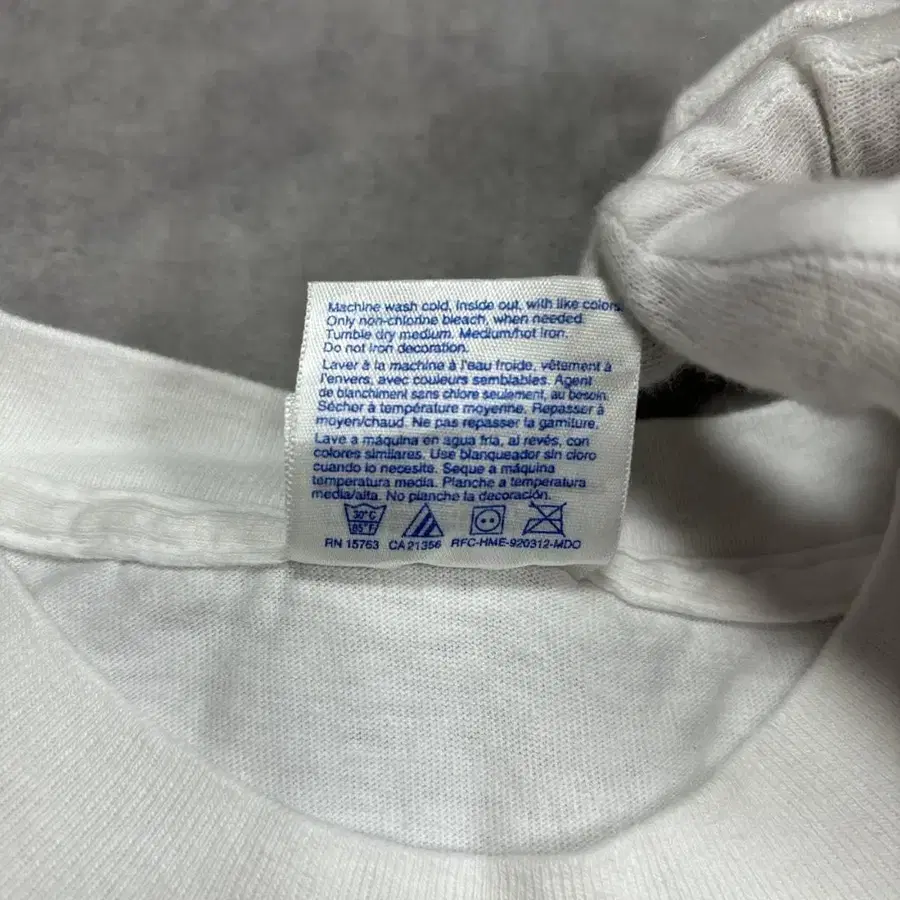 Machine wash cold, inside out, with like colors.
Only non-chlorine bleach, when needed.
Tumble dry medium. Medium/hot iron.
Do not iron decoration.
Laver à la machine à l'eau froide, vêtement à
l'envers, avec couleurs semblables. Agent
de blanchiment sans chlore seulement, au besoin.
Sécher à température moyenne. Repasser à
moyen/chaud. Ne pas repasser la garniture.
Lave a máquina en agua fria, al revés, con
colores similares. Use blanqueador sin cloro
cuando lo necesite. Seque a máquina
temperatura media. Planche a temperatura
media/alta. No planche la decoración.
30°C
85°F
RN 15763 CA 21356 RFC-HME-920312-MDO